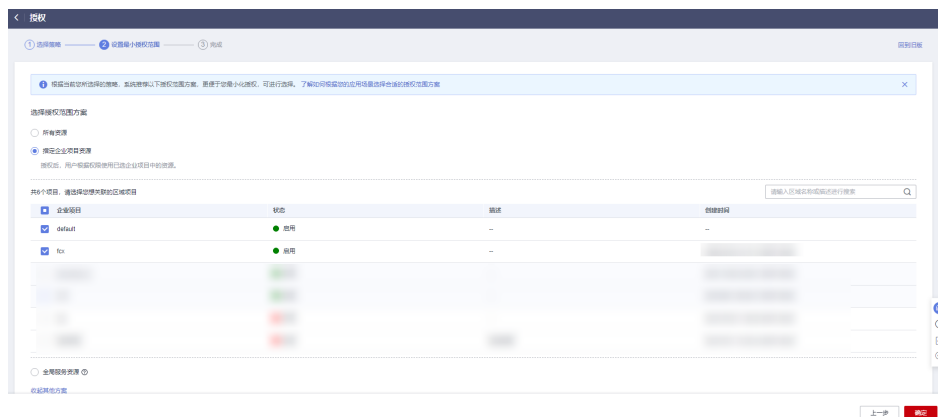 授权
1 选择策略 2 设置最小授权范围 3 完成 回到旧版
根据当前您所选择的策略，系统推荐以下授权范围方案，更便于您最小化授权，可进行选择。了解如何根据您的应用场景选择合适的授权范围方案
选择授权范围方案
所有资源
指定企业项目资源
授权后，用户根据权限使用已选企业项目中的资源。
共6个项目，请选择您想关联的区域项目 请输入区域名称或描述进行搜索
企业项目 状态 描述 创建时间
default 启用 -- --
fcx 启用 --
全局服务资源
收起其他方案
上一步 确定